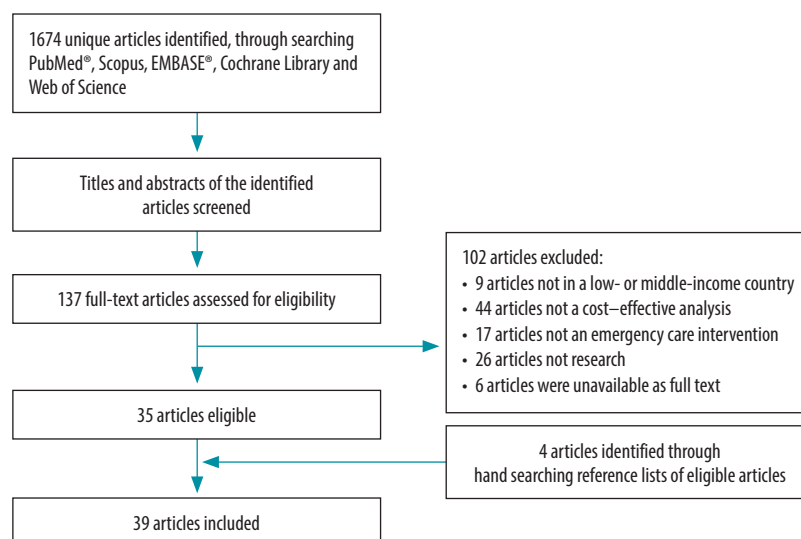 1674 unique articles identified, through searching
PubMed®, Scopus, EMBASE®, Cochrane Library and
Web of Science
Titles and abstracts of the identified
articles screened
137 full-text articles assessed for eligibility
102 articles excluded:
• 9 articles not in a low- or middle-income country
• 44 articles not a cost–effective analysis
• 17 articles not an emergency care intervention
• 26 articles not research
• 6 articles were unavailable as full text
35 articles eligible
4 articles identified through
hand searching reference lists of eligible articles
39 articles included